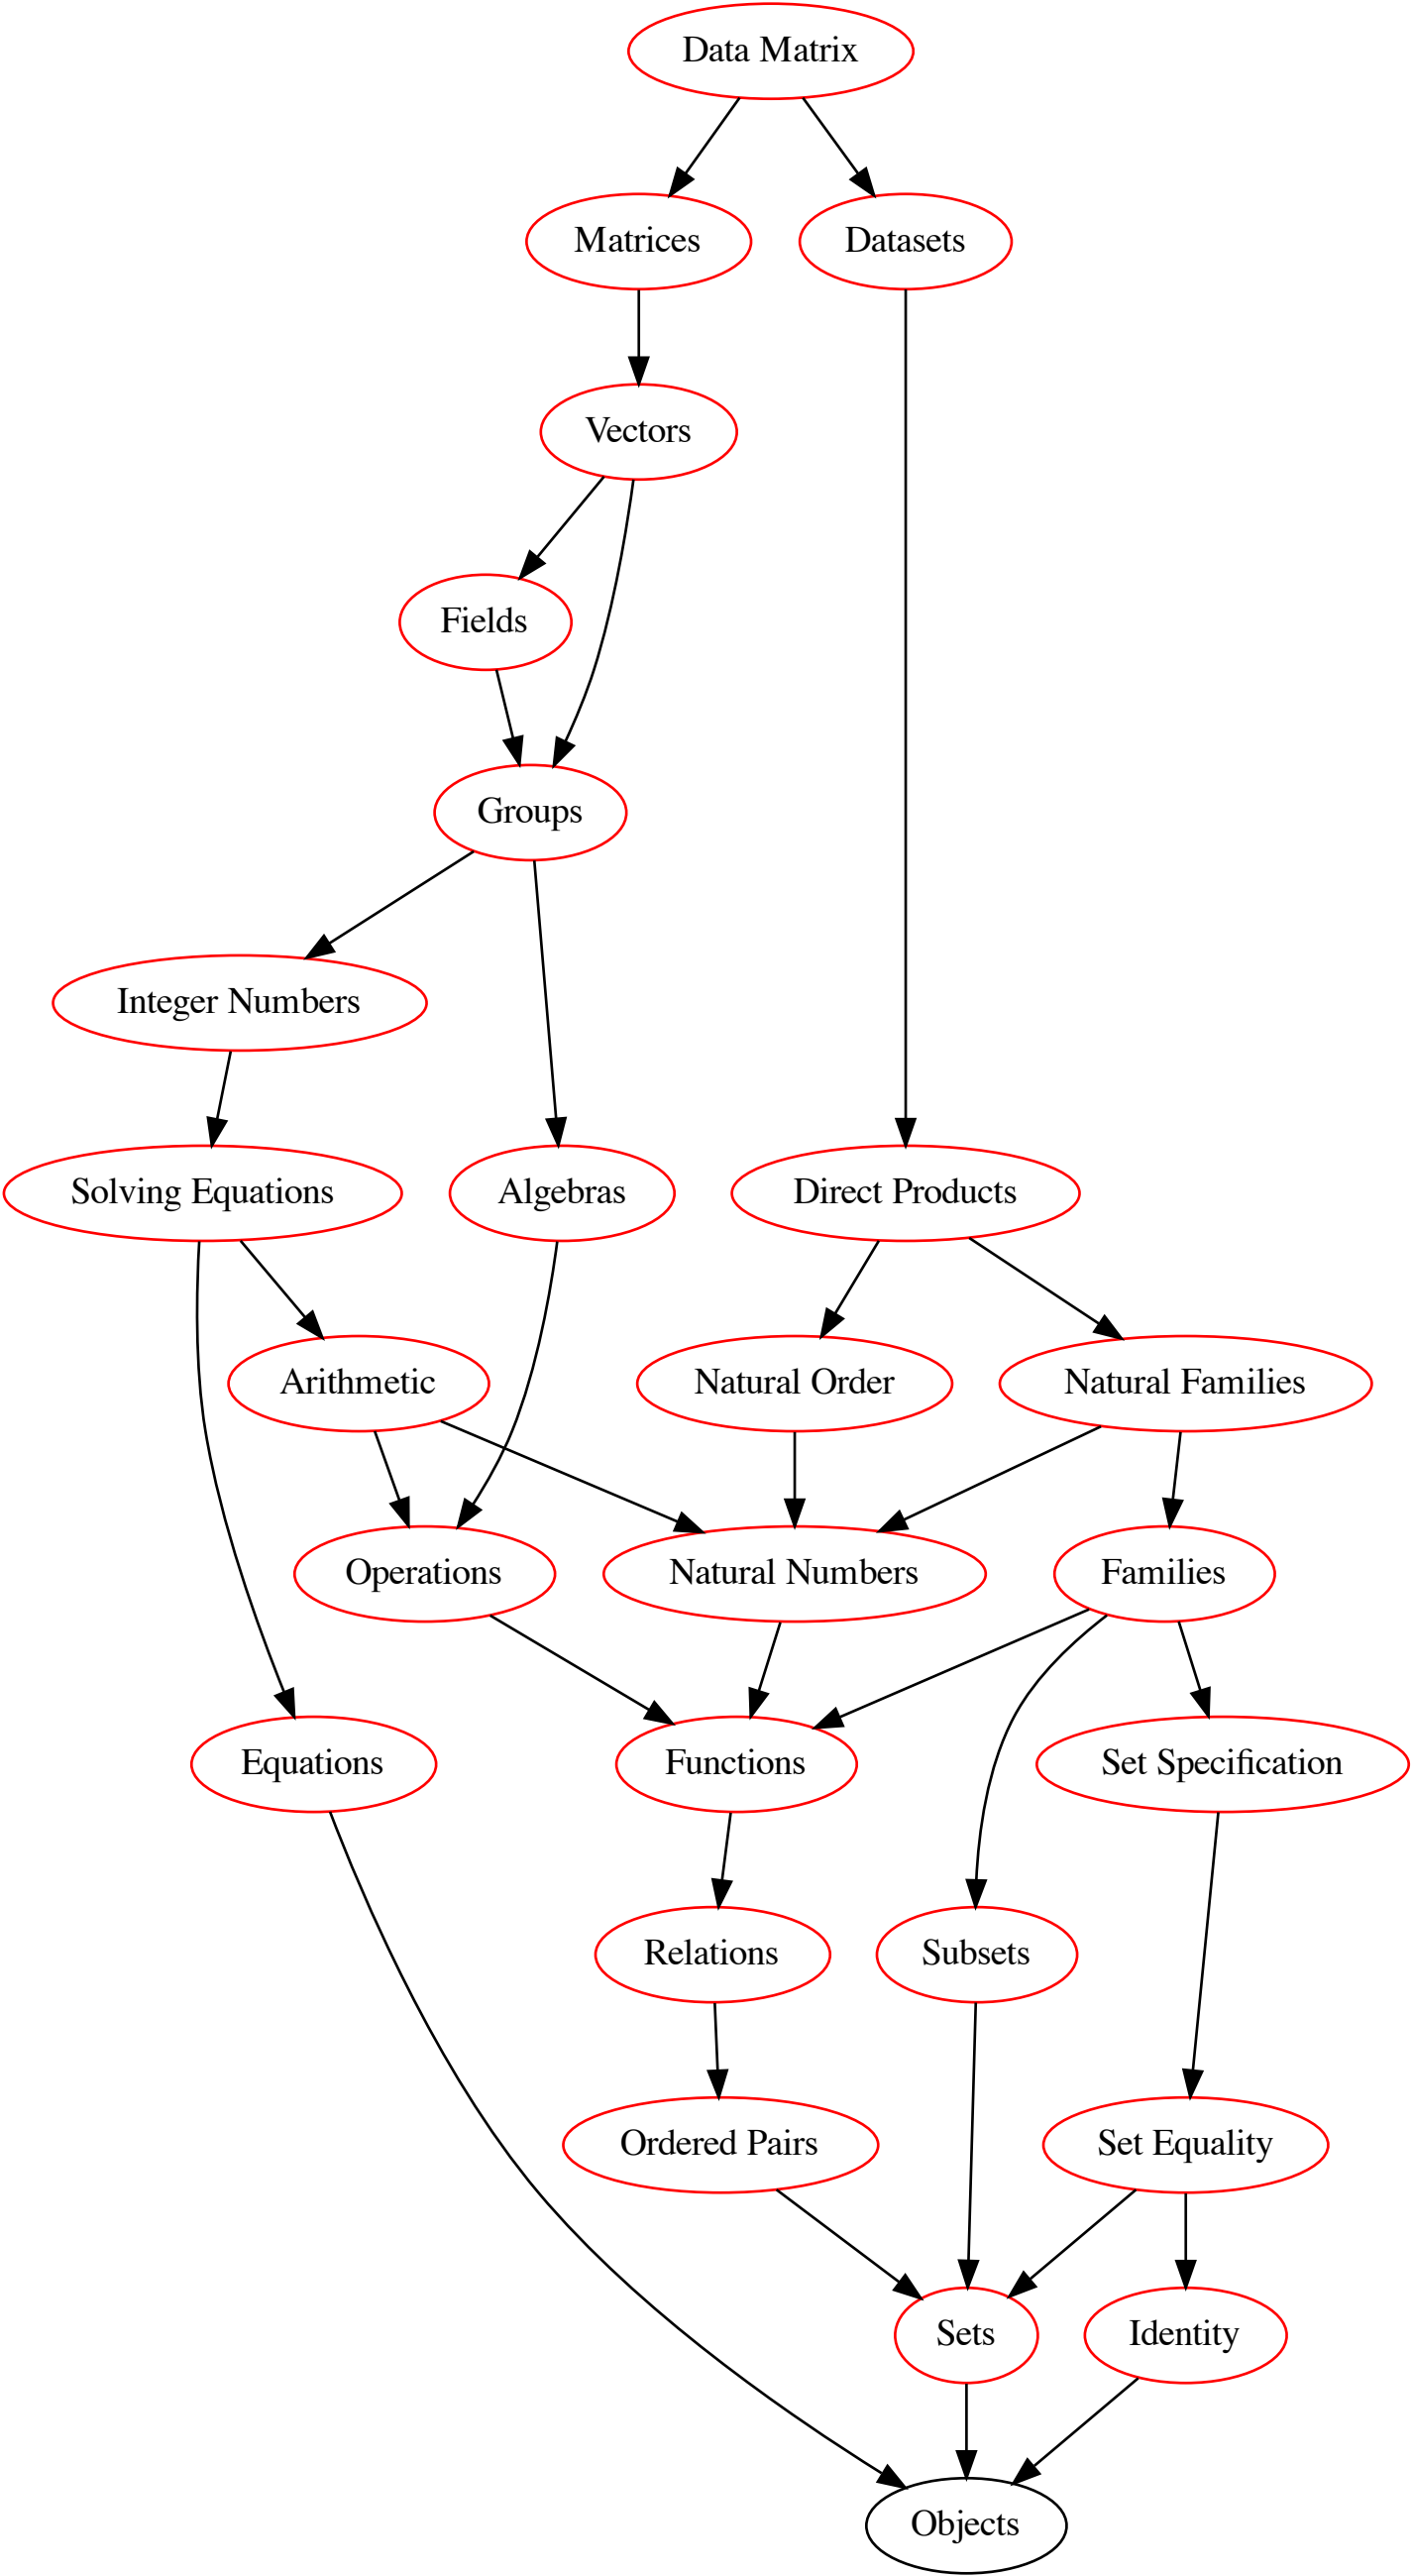 Data Matrix
Matrices
Datasets
Vectors
Fields
Groups
Integer Numbers
Solving Equations
Algebras
Direct Products
Arithmetic
Natural Order
Natural Families
Operations
Natural Numbers
Families
Equations
Functions
Set Specification
Relations
Subsets
Ordered Pairs
Set Equality
Sets
Identity
Objects